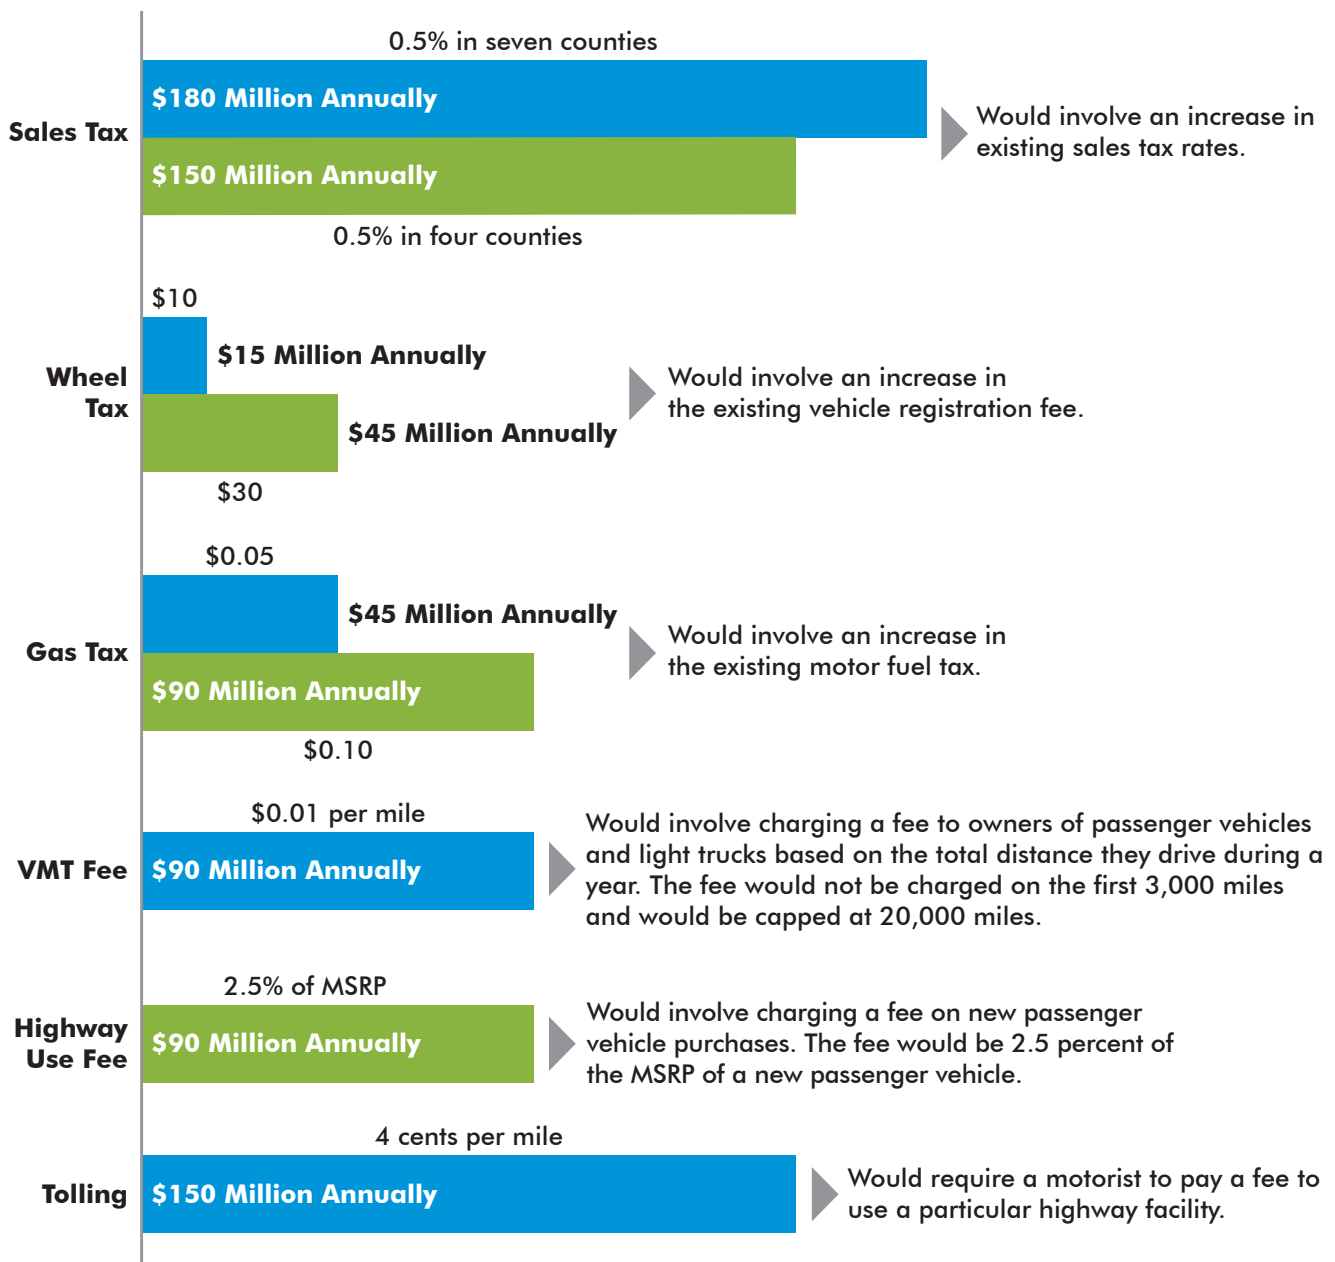 0.5% in seven counties
$180 Million Annually
Sales Tax
Would involve an increase in
existing sales tax rates.
$150 Million Annually
0.5% in four counties
$10
$15 Million Annually
Wheel
Tax
Would involve an increase in
the existing vehicle registration fee.
$45 Million Annually
$30
$0.05
$45 Million Annually
Gas Tax
Would involve an increase in
the existing motor fuel tax.
$90 Million Annually
$0.10
$0.01 per mile
VMT Fee
$90 Million Annually
Would involve charging a fee to owners of passenger vehicles
and light trucks based on the total distance they drive during a
year. The fee would not be charged on the first 3,000 miles
and would be capped at 20,000 miles.
2.5% of MSRP
Highway
Use Fee
$90 Million Annually
Would involve charging a fee on new passenger
vehicle purchases. The fee would be 2.5 percent of
the MSRP of a new passenger vehicle.
4 cents per mile
Tolling
$150 Million Annually
Would require a motorist to pay a fee to
use a particular highway facility.